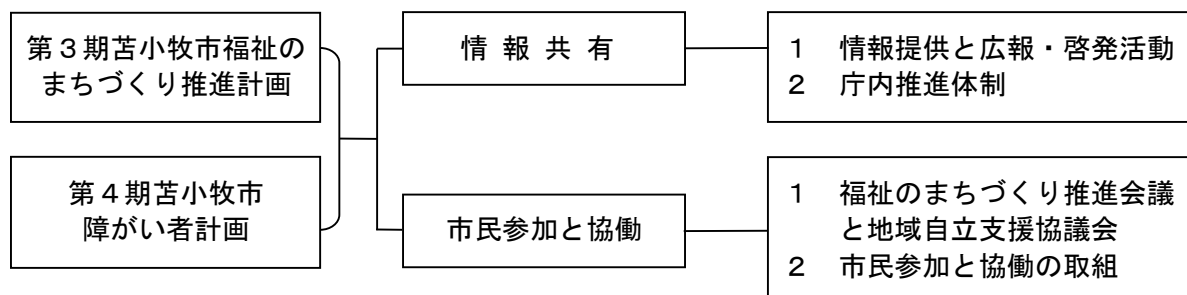 第３期苫小牧市福祉の
まちづくり推進計画
第４期苫小牧市
障がい者計画
情 報 共 有
市民参加と協働
１　情報提供と広報・啓発活動
２　庁内推進体制
１　福祉のまちづくり推進会議
と地域自立支援協議会
２　市民参加と協働の取組